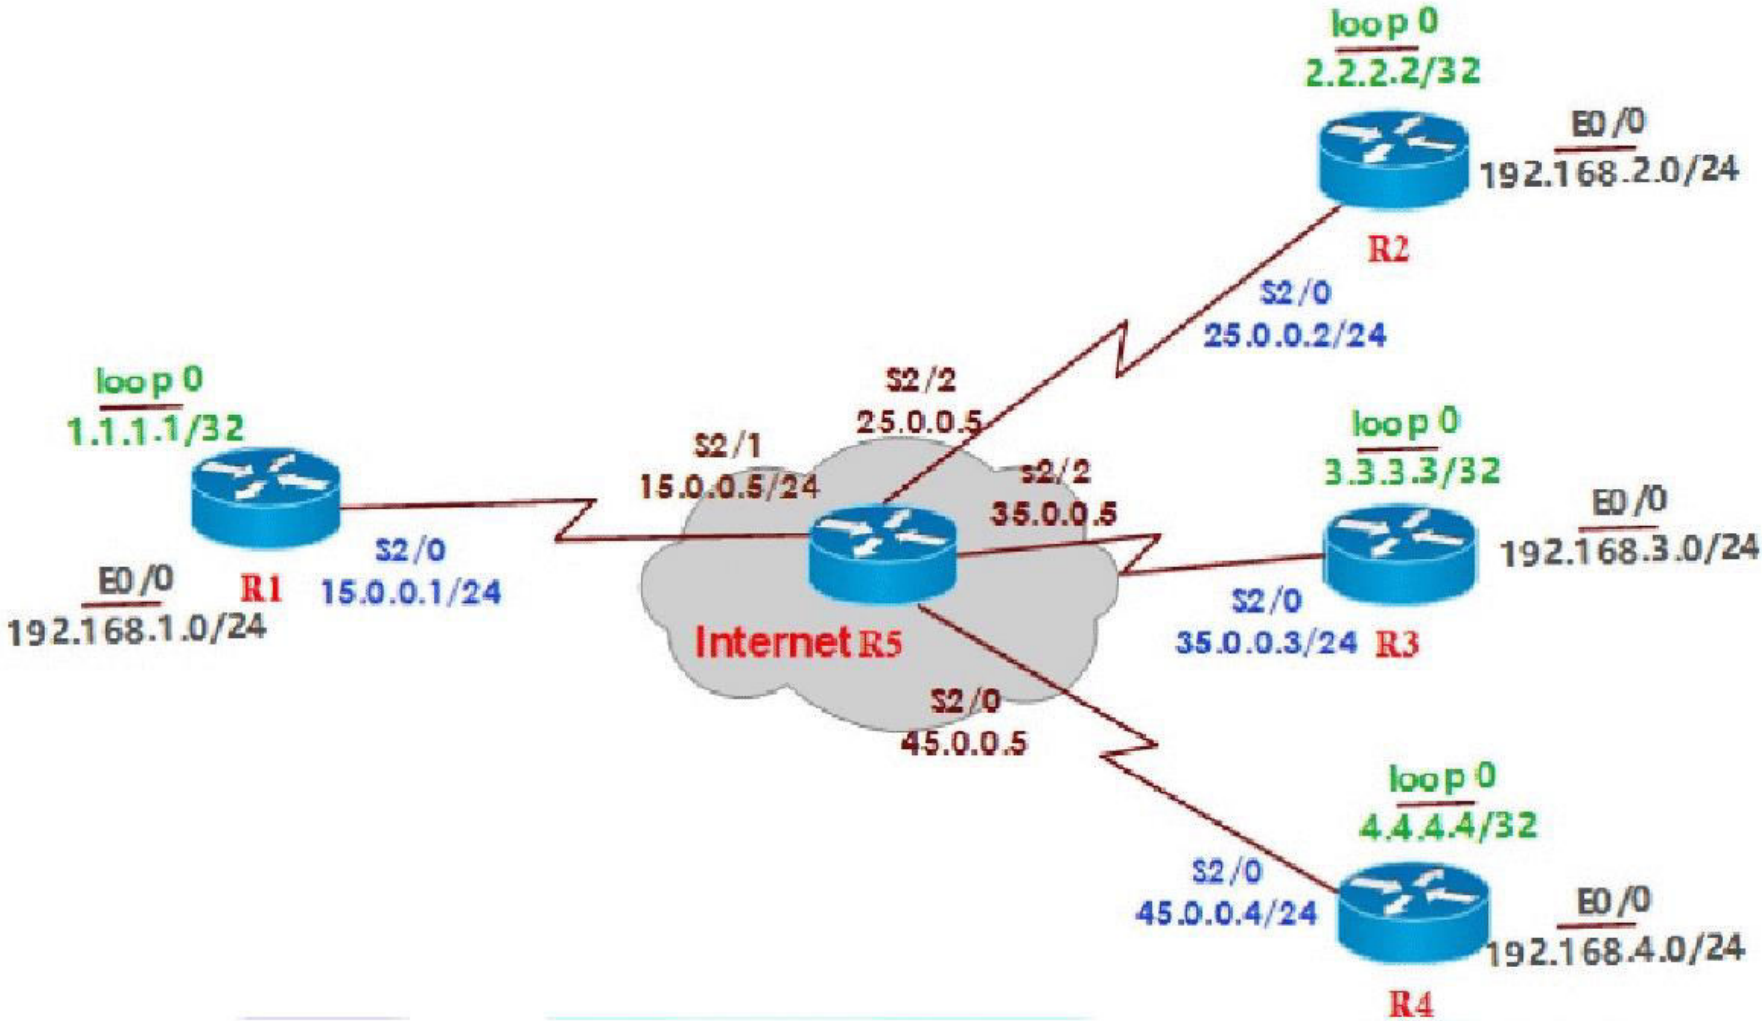 loop 0
2.2.2.2/32
E0/0
192.168.2.0/24
R2
S2/0
25.0.0.2/24
loop 0
1.1.1.1/32
S2/2
25.0.0.5
S2/1
15.0.0.5/24
S2/2
35.0.0.5
loop 0
3.3.3.3/32
E0/0
192.168.3.0/24
S2/0
15.0.0.1/24
R1
E0/0
192.168.1.0/24
S2/0
35.0.0.3/24
R3
Internet R5
S2/0
45.0.0.5
loop 0
4.4.4.4/32
S2/0
45.0.0.4/24
E0/0
192.168.4.0/24
R4